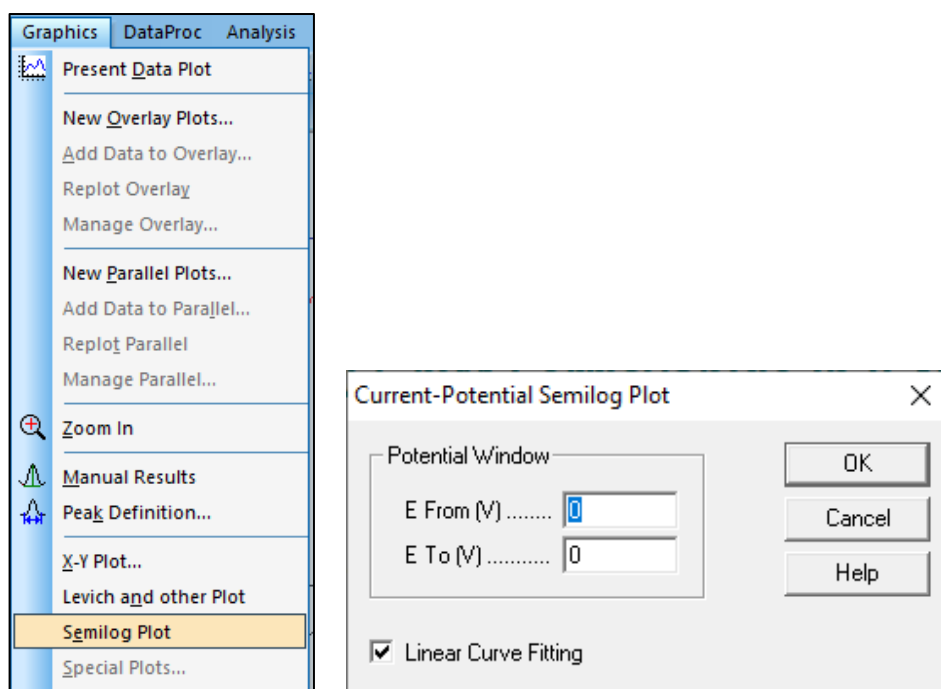 Graphics DataProc Analysis
Present Data Plot
New Overlay Plots...
Add Data to Overlay...
Replot Overlay
Manage Overlay...
New Parallel Plots...
Add Data to Parallel...
Replot Parallel
Manage Parallel...
Zoom In
Manual Results
Peak Definition...
X-Y Plot...
Levich and other Plot
Semilog Plot
Special Plots...
Current-Potential Semilog Plot
Potential Window
E From (V) ........ 0
E To (V) ........... 0
OK
Cancel
Help
Linear Curve Fitting